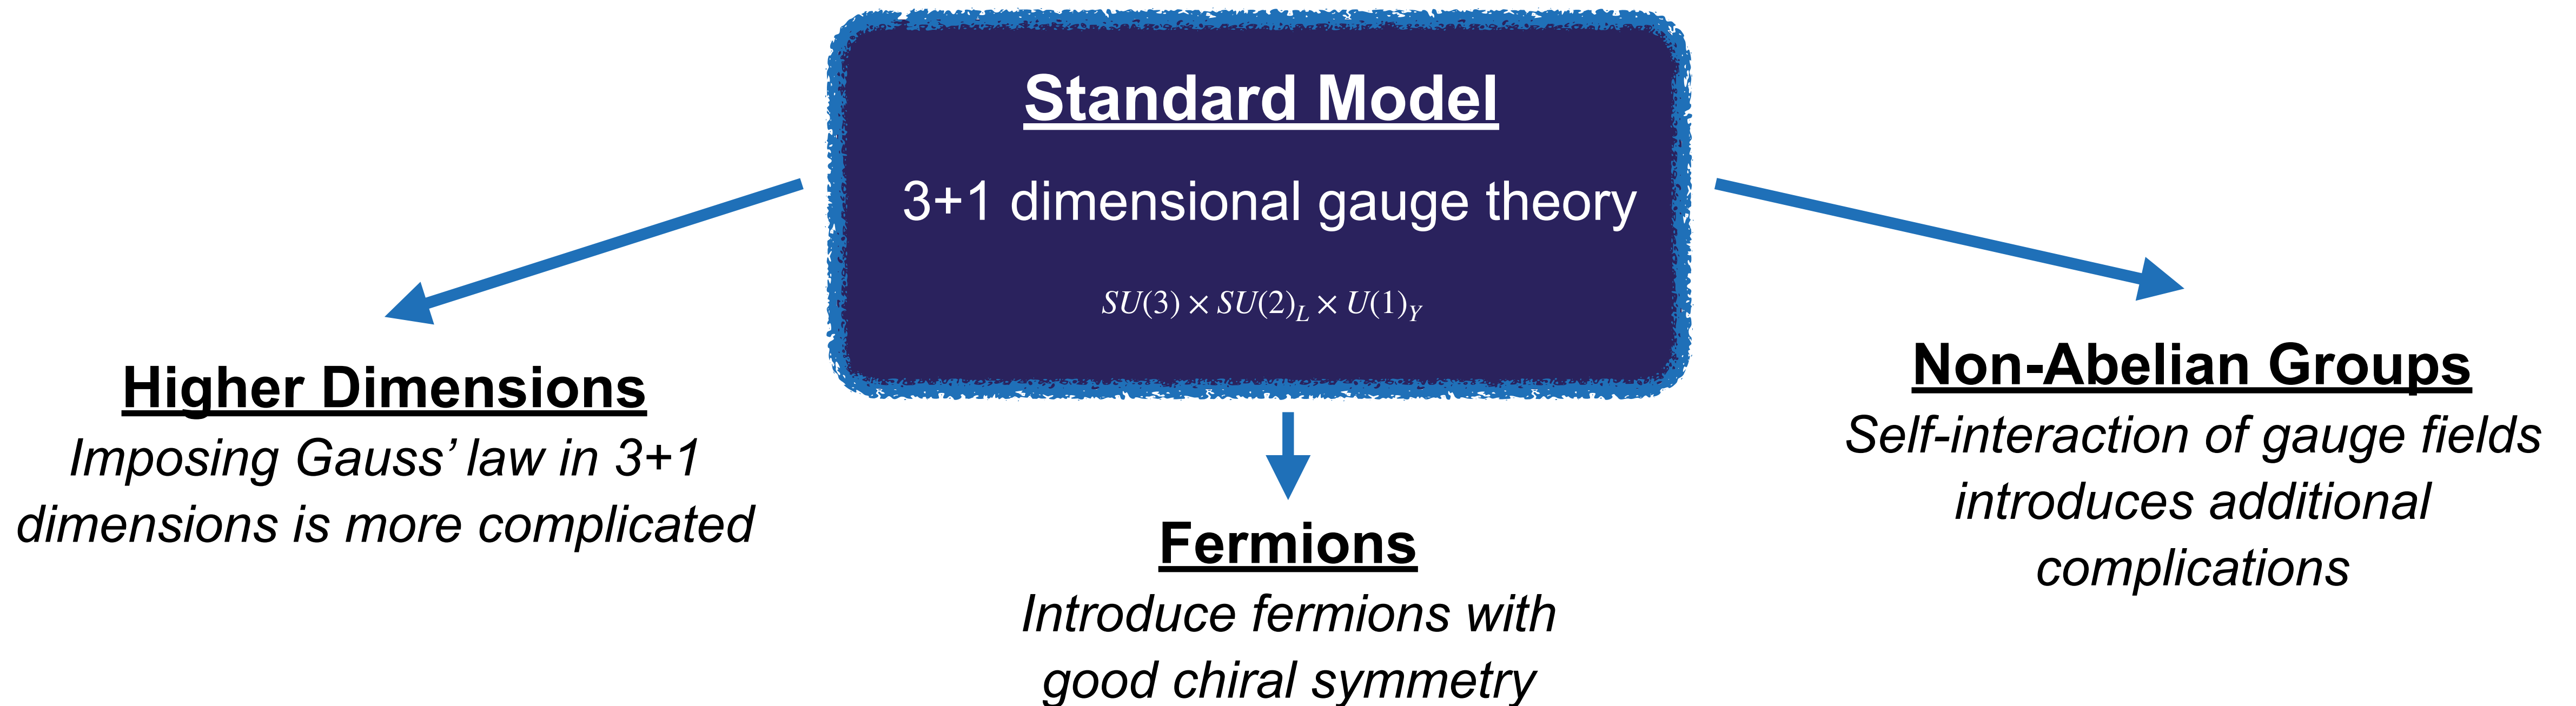 Standard Model
3+1 dimensional gauge theory
SU(3) × SU(2)_L × U(1)_Y
Higher Dimensions
Imposing Gauss’ law in 3+1
dimensions is more complicated
Fermions
Introduce fermions with
good chiral symmetry
Non-Abelian Groups
Self-interaction of gauge fields
introduces additional
complications